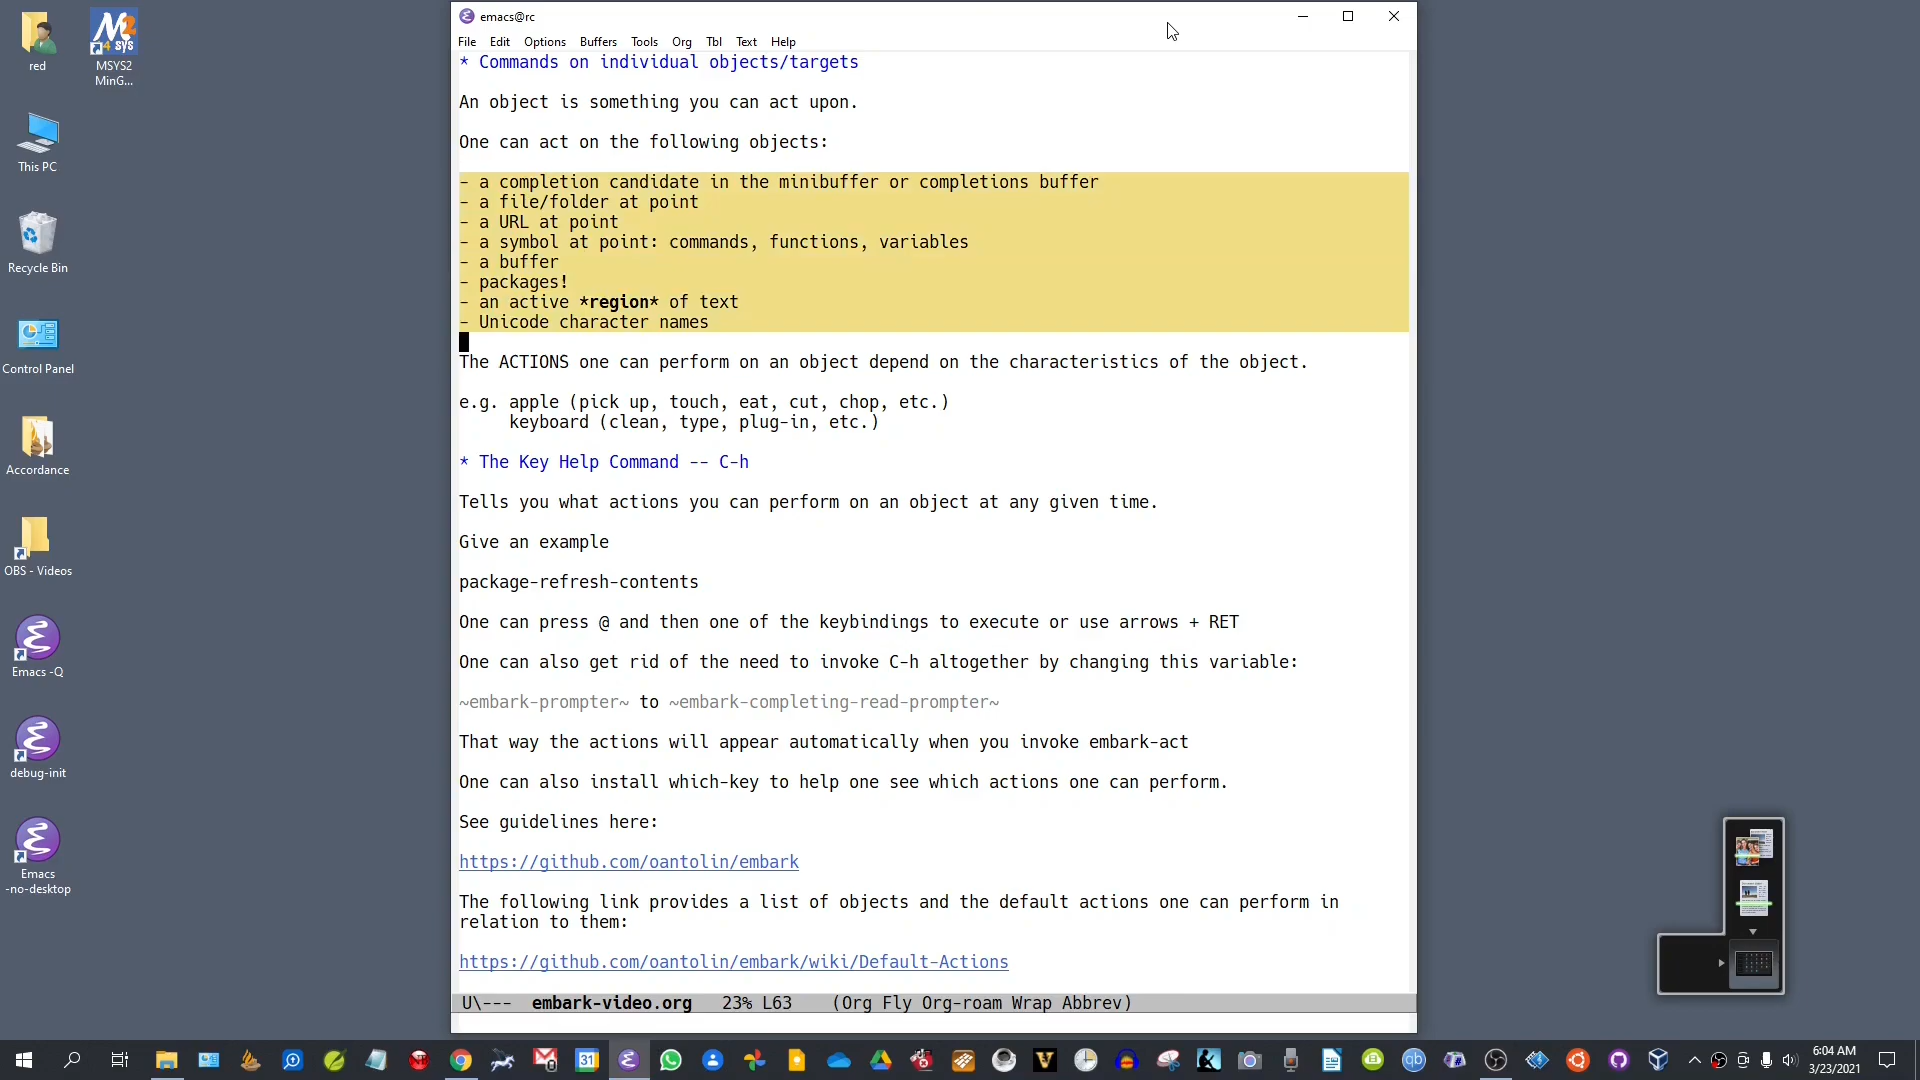 emacs@rc
File Edit Options Buffers Tools Org Tbl Text Help
* Commands on individual objects/targets
An object is something you can act upon.
One can act on the following objects:
- a completion candidate in the minibuffer or completions buffer
- a file/folder at point
- a URL at point
- a symbol at point: commands, functions, variables
- a buffer
- packages!
- an active *region* of text
- Unicode character names
The ACTIONS one can perform on an object depend on the characteristics of the object.
e.g. apple (pick up, touch, eat, cut, chop, etc.)
keyboard (clean, type, plug-in, etc.)
* The Key Help Command -- C-h
Tells you what actions you can perform on an object at any given time.
Give an example
package-refresh-contents
One can press @ and then one of the keybindings to execute or use arrows + RET
One can also get rid of the need to invoke C-h altogether by changing this variable:
~embark-prompter~ to ~embark-completing-read-prompter~
That way the actions will appear automatically when you invoke embark-act
One can also install which-key to help one see which actions one can perform.
See guidelines here:
https://github.com/oantolin/embark
The following link provides a list of objects and the default actions one can perform in
relation to them:
https://github.com/oantolin/embark/wiki/Default-Actions
U\--- embark-video.org 23% L63 (Org Fly Org-roam Wrap Abbrev)
red
MSYS2
MinG...
This PC
Recycle Bin
Control Panel
Accordance
OBS - Videos
Emacs -Q
debug-init
Emacs
-no-desktop
6:04 AM
3/23/2021